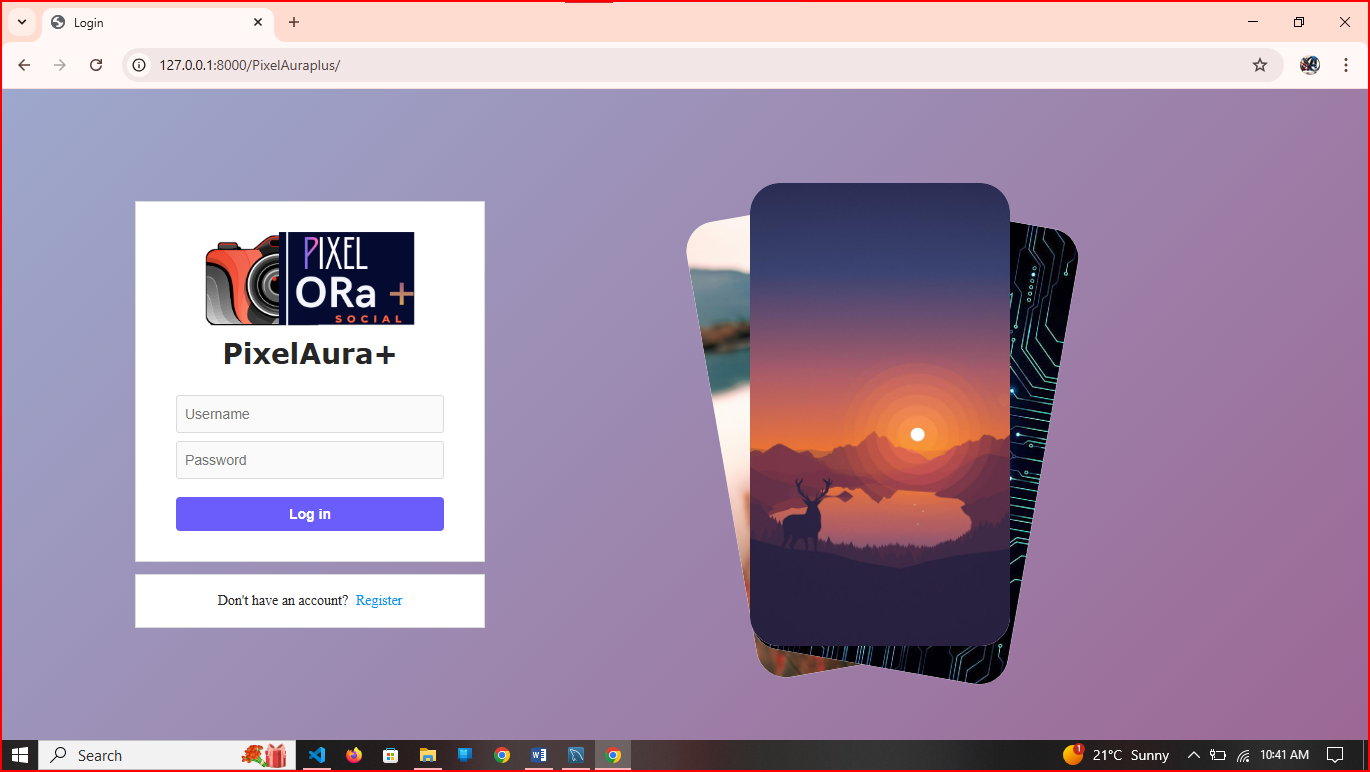 Login
127.0.0.1:8000/PixelAuraplus/
PIXEL
ORa +
SOCIAL
PixelAura+
Username
Password
Log in
Don't have an account? Register
Search
1
21°C Sunny
10:41 AM